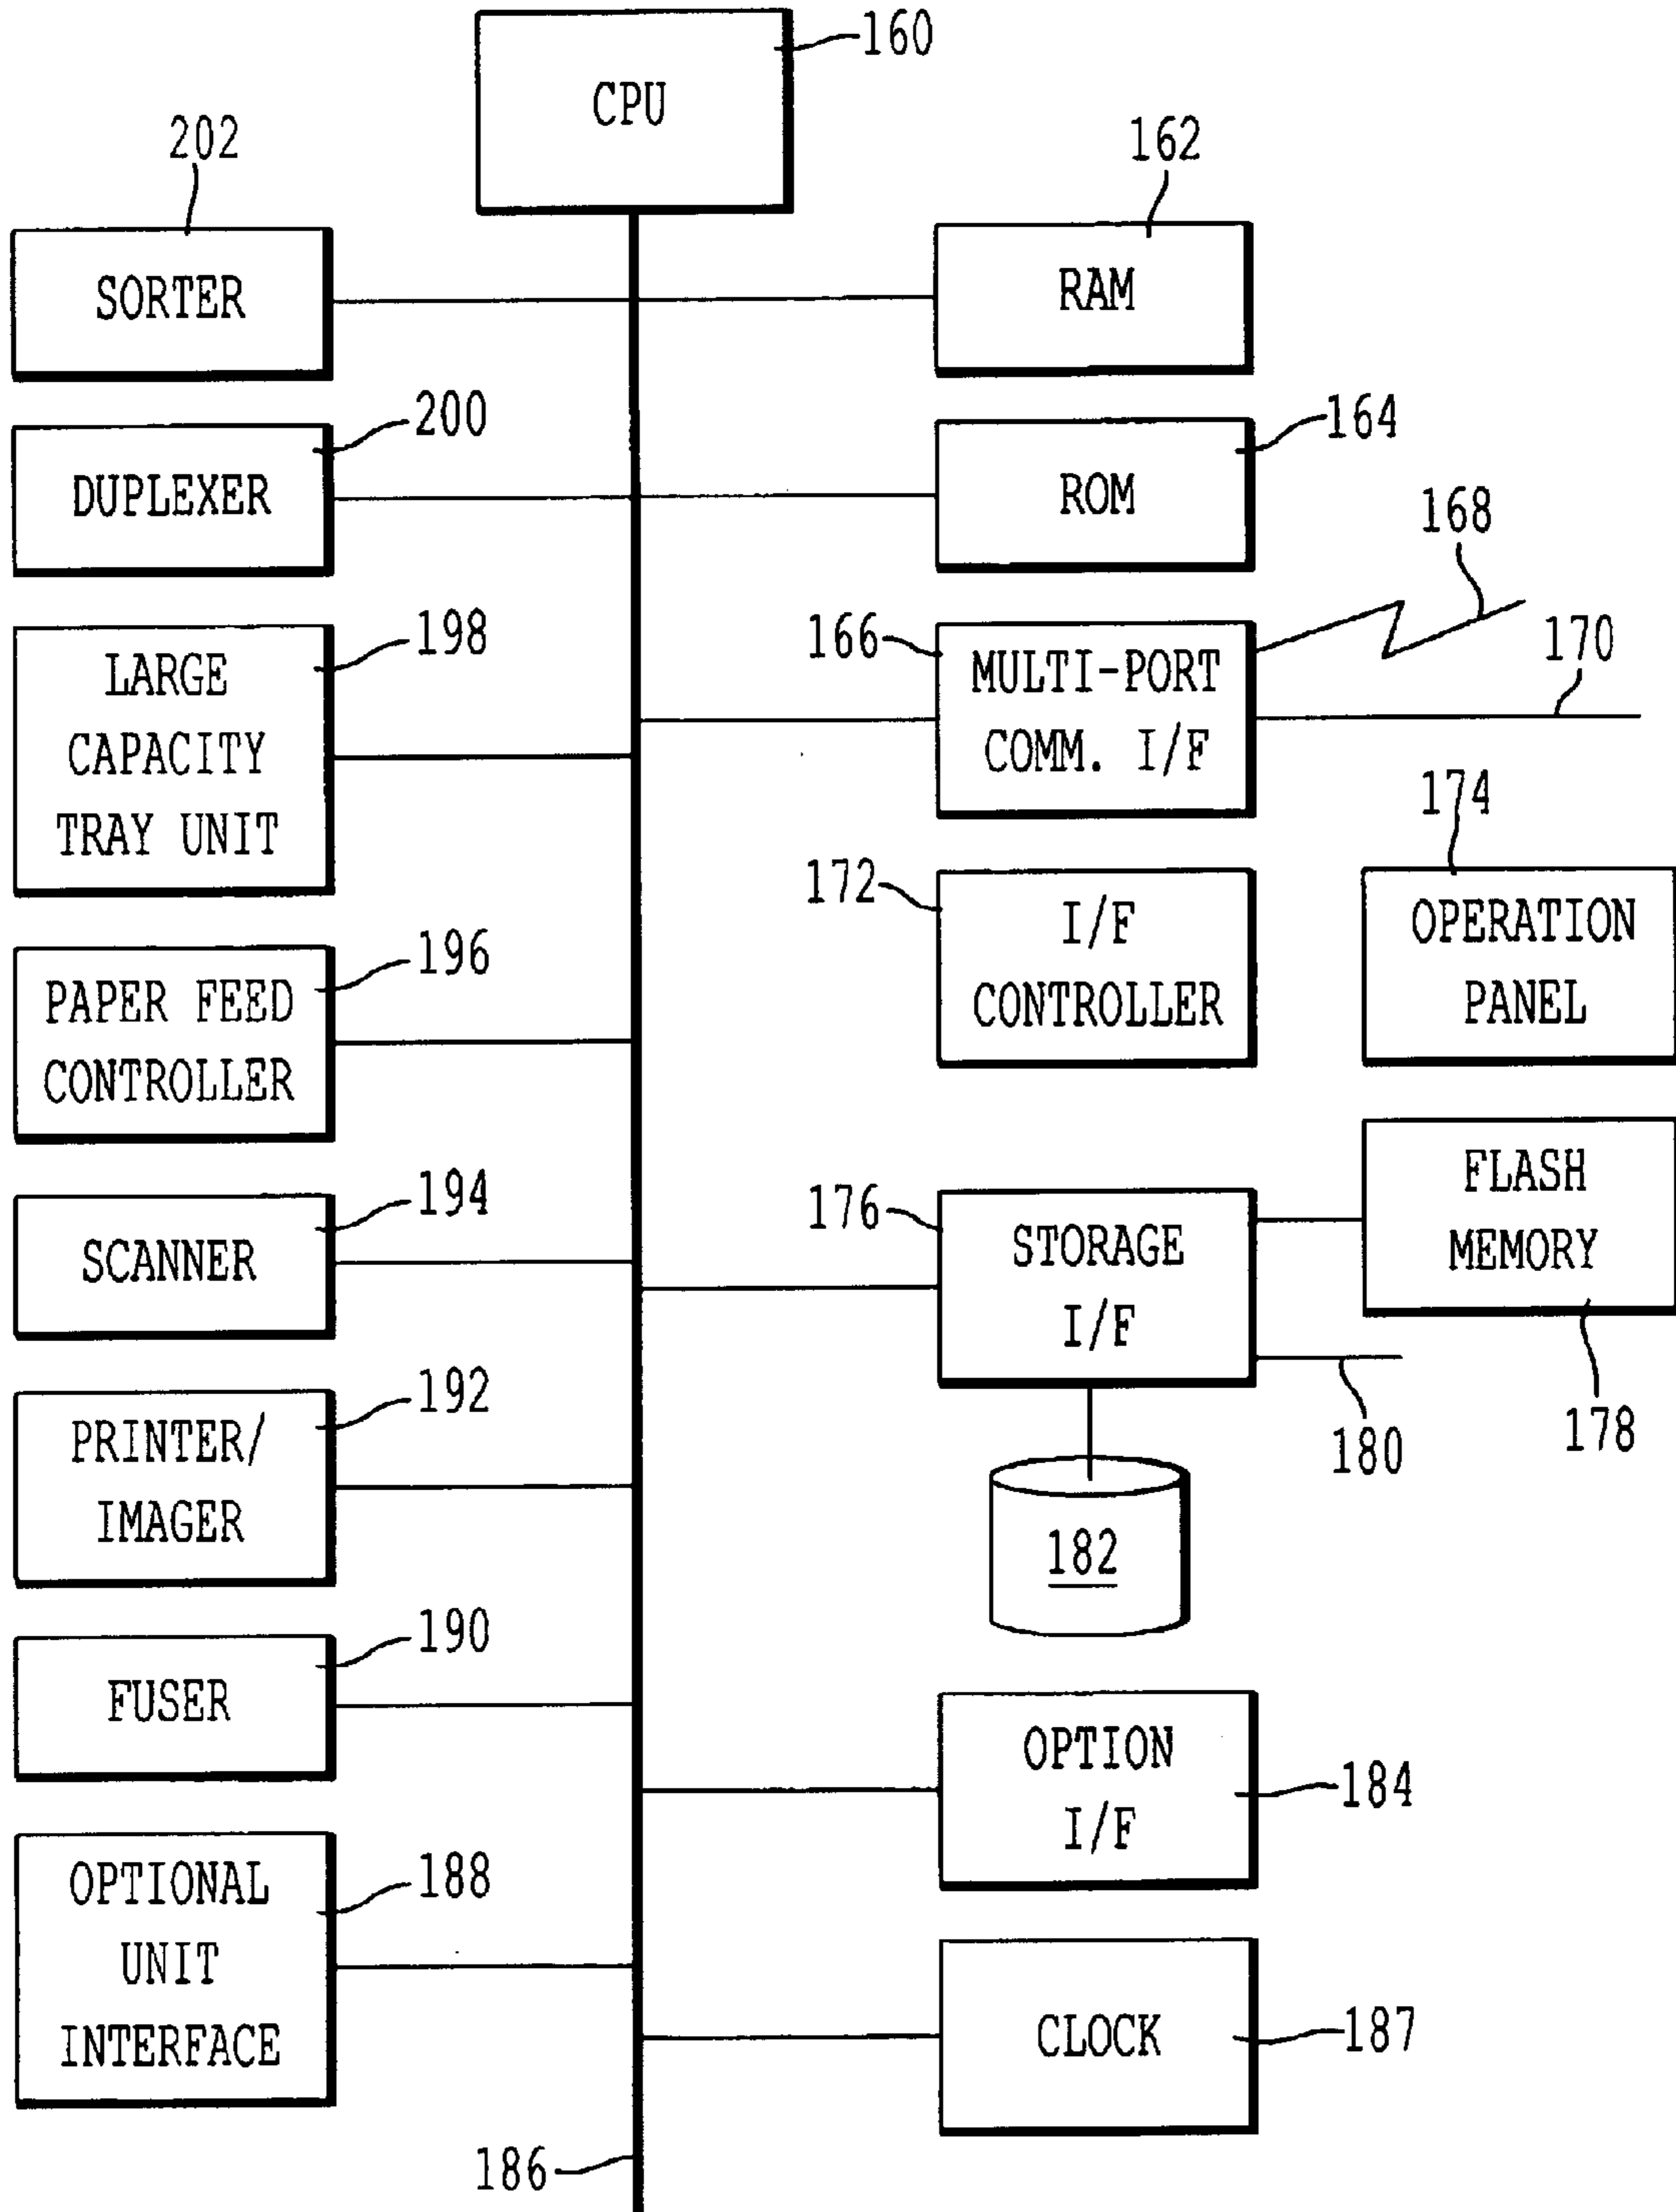 160
CPU
202
162
SORTER
RAM
200
164
DUPLEXER
ROM
168
198
166
170
LARGE
CAPACITY
TRAY UNIT
MULTI-PORT
COMM. I/F
174
172
I/F
CONTROLLER
OPERATION
PANEL
196
PAPER FEED
CONTROLLER
194
SCANNER
176
STORAGE
I/F
FLASH
MEMORY
192
180
178
PRINTER/
IMAGER
182
190
FUSER
OPTION
I/F
184
188
OPTIONAL
UNIT
INTERFACE
CLOCK
187
186